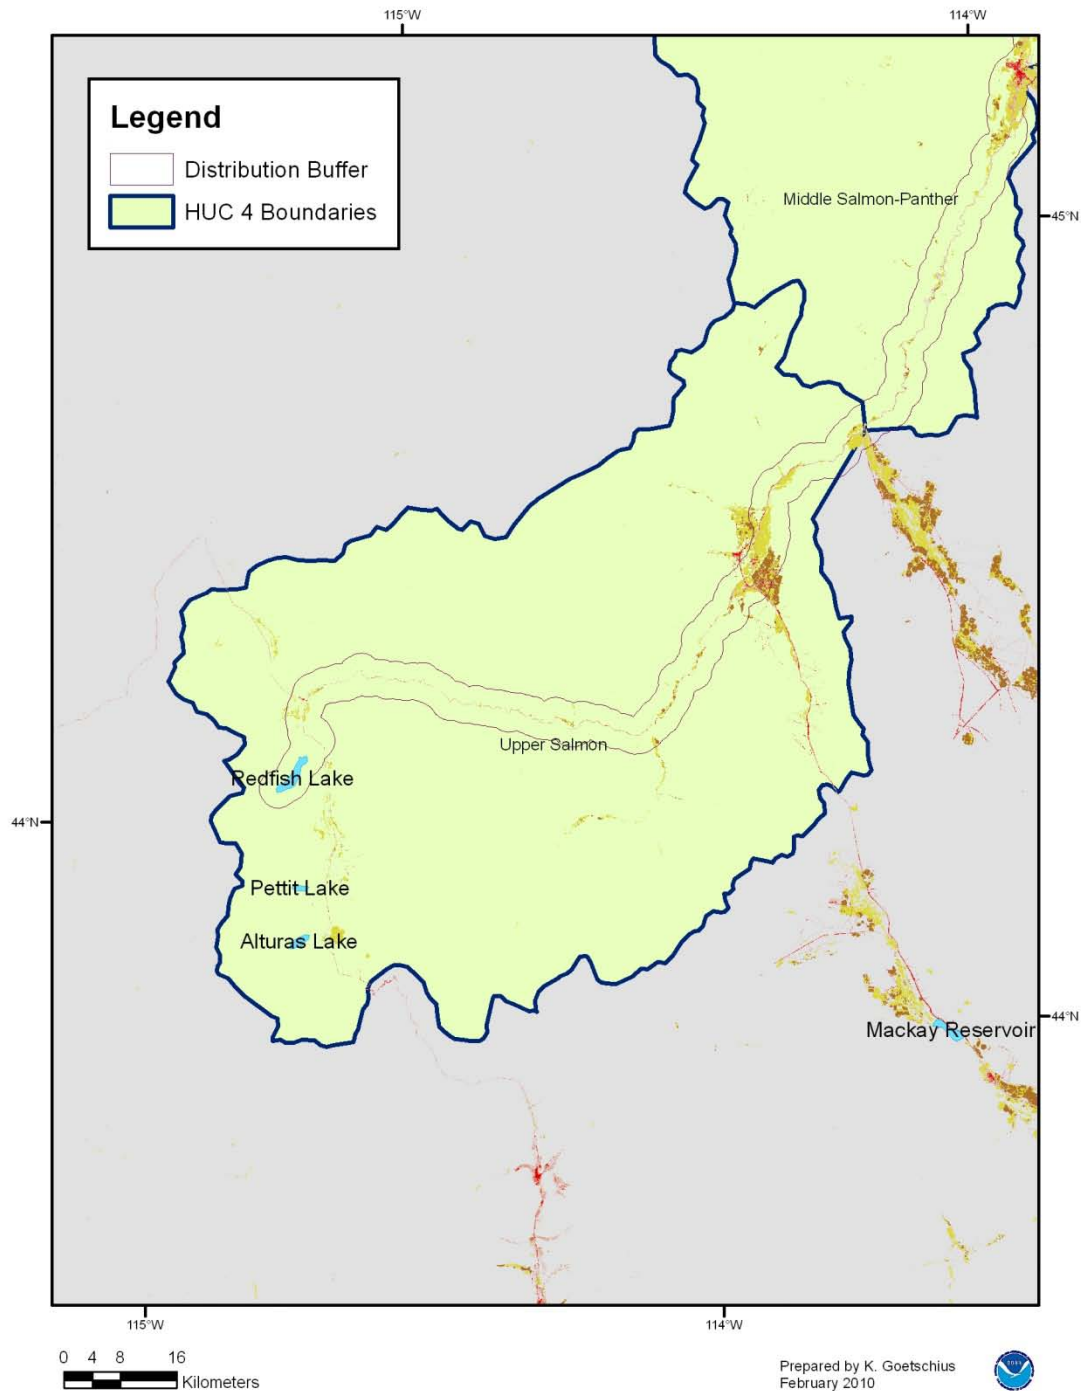 115°W
114°W
Legend
Distribution Buffer
HUC 4 Boundaries
Middle Salmon-Panther
45°N
Upper Salmon
Redfish Lake
44°N
Pettit Lake
Alturas Lake
Mackay Reservoir
44°N
115°W
114°W
0 4 8 16
Kilometers
Prepared by K. Goetschius
February 2010